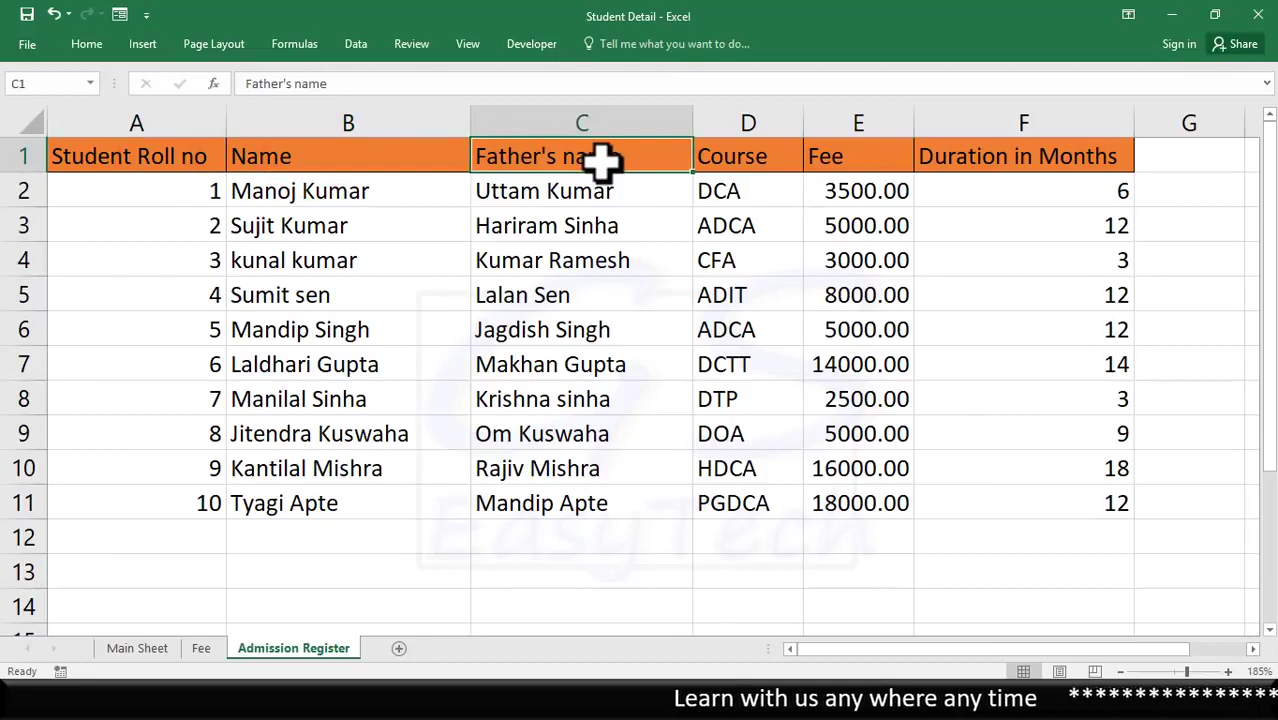 Student Detail - Excel
File Home Insert Page Layout Formulas Data Review View Developer Tell me what you want to do... Sign in Share
C1 fx Father's name
A B C D E F G
1 Student Roll no Name Father's na Course Fee Duration in Months
2 1 Manoj Kumar Uttam Kumar DCA 3500.00 6
3 2 Sujit Kumar Hariram Sinha ADCA 5000.00 12
4 3 kunal kumar Kumar Ramesh CFA 3000.00 3
5 4 Sumit sen Lalan Sen ADIT 8000.00 12
6 5 Mandip Singh Jagdish Singh ADCA 5000.00 12
7 6 Laldhari Gupta Makhan Gupta DCTT 14000.00 14
8 7 Manilal Sinha Krishna sinha DTP 2500.00 3
9 8 Jitendra Kuswaha Om Kuswaha DOA 5000.00 9
10 9 Kantilal Mishra Rajiv Mishra HDCA 16000.00 18
11 10 Tyagi Apte Mandip Apte PGDCA 18000.00 12
12
EasyTech
13
14
Main Sheet Fee Admission Register
Ready 185%
Learn with us any where any time ****************